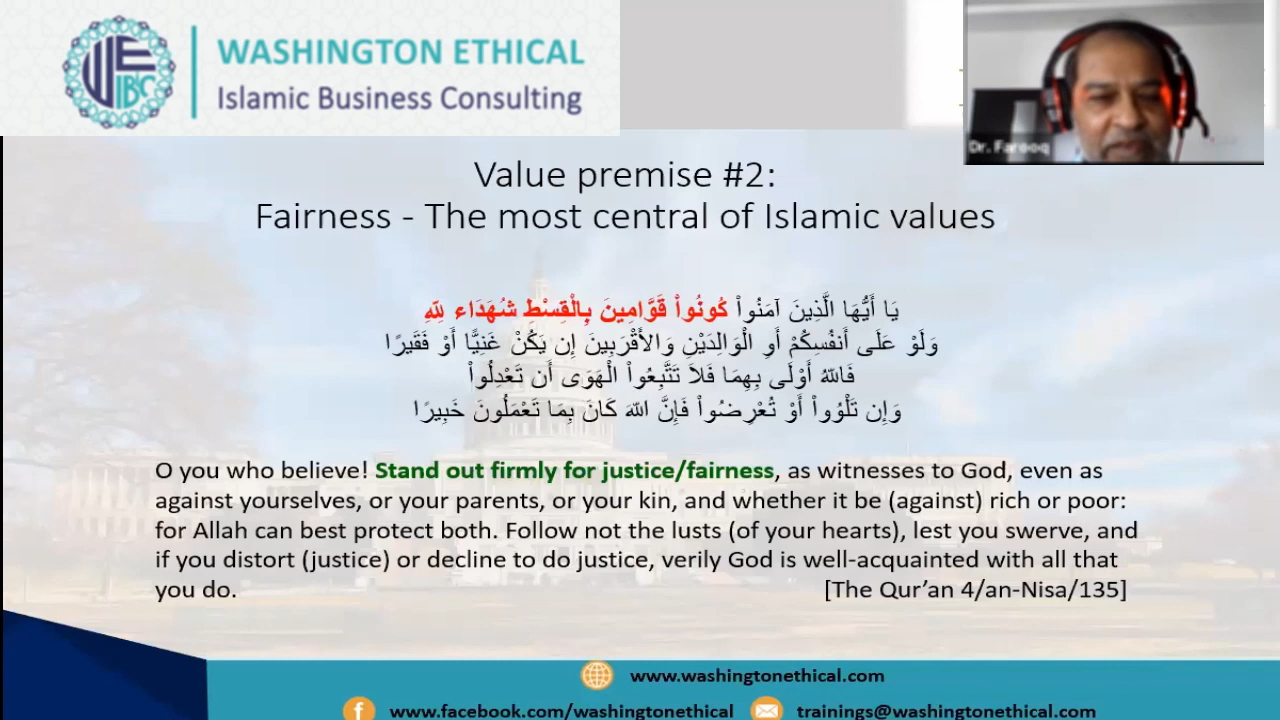 WEIBC
WASHINGTON ETHICAL
Islamic Business Consulting
Dr. Farooq
Value premise #2:
Fairness - The most central of Islamic values
يَا أَيُّهَا الَّذِينَ آمَنُواْ كُونُواْ قَوَّامِينَ بِالْقِسْطِ شُهَدَاء لِلّهِ
وَلَوْ عَلَى أَنفُسِكُمْ أَوِ الْوَالِدَيْنِ وَالأَقْرَبِينَ إِن يَكُنْ غَنِيًّا أَوْ فَقَيرًا
فَاللّهُ أَوْلَى بِهِمَا فَلاَ تَتَّبِعُواْ الْهَوَى أَن تَعْدِلُواْ
وَإِن تَلْوُواْ أَوْ تُعْرِضُواْ فَإِنَّ اللّهَ كَانَ بِمَا تَعْمَلُونَ خَبِيرًا
O you who believe! Stand out firmly for justice/fairness, as witnesses to God, even as
against yourselves, or your parents, or your kin, and whether it be (against) rich or poor:
for Allah can best protect both. Follow not the lusts (of your hearts), lest you swerve, and
if you distort (justice) or decline to do justice, verily God is well-acquainted with all that
you do. [The Qur’an 4/an-Nisa/135]
www.washingtonethical.com
www.facebook.com/washingtonethical trainings@washingtonethical.com